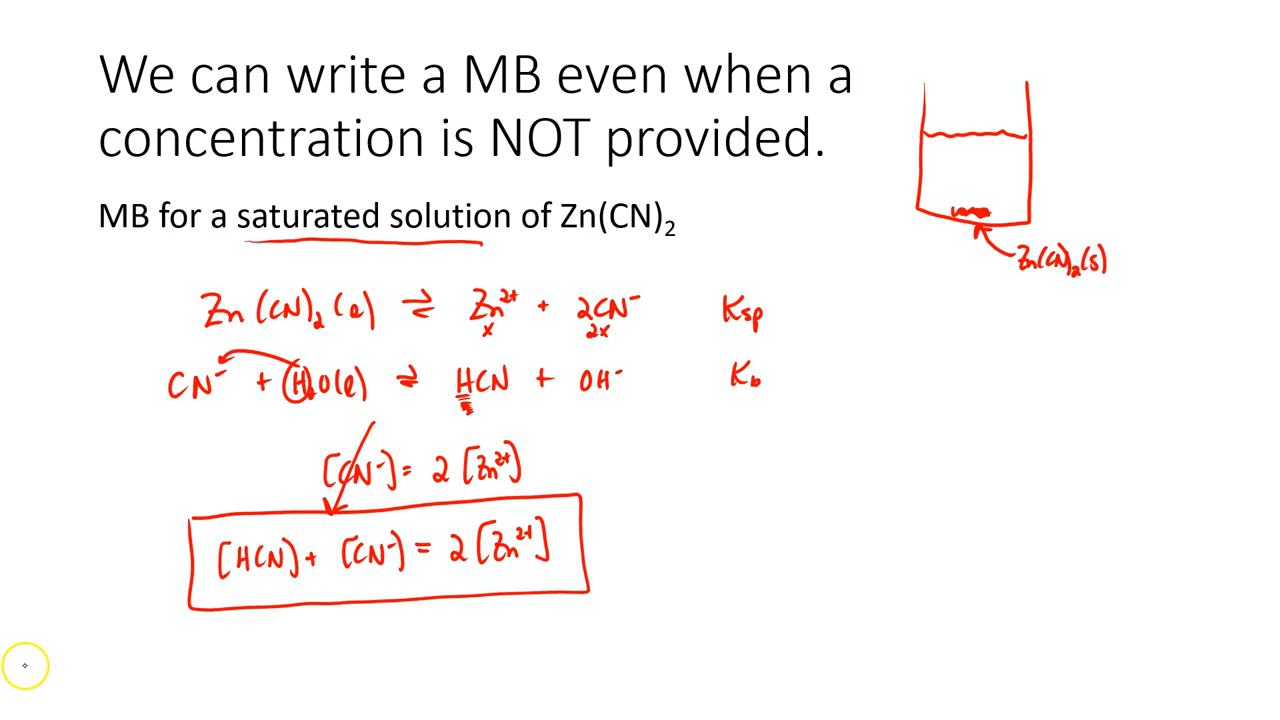 We can write a MB even when a
concentration is NOT provided.
MB for a saturated solution of Zn(CN)₂
Zn(CN)₂(s)
Zn(CN)₂(s) ⇌ Zn²⁺ + 2CN⁻ Ksp
x 2x
CN⁻ + H₂O(l) ⇌ HCN + OH⁻ Kb
[CN⁻] = 2[Zn²⁺]
[HCN] + [CN⁻] = 2[Zn²⁺]